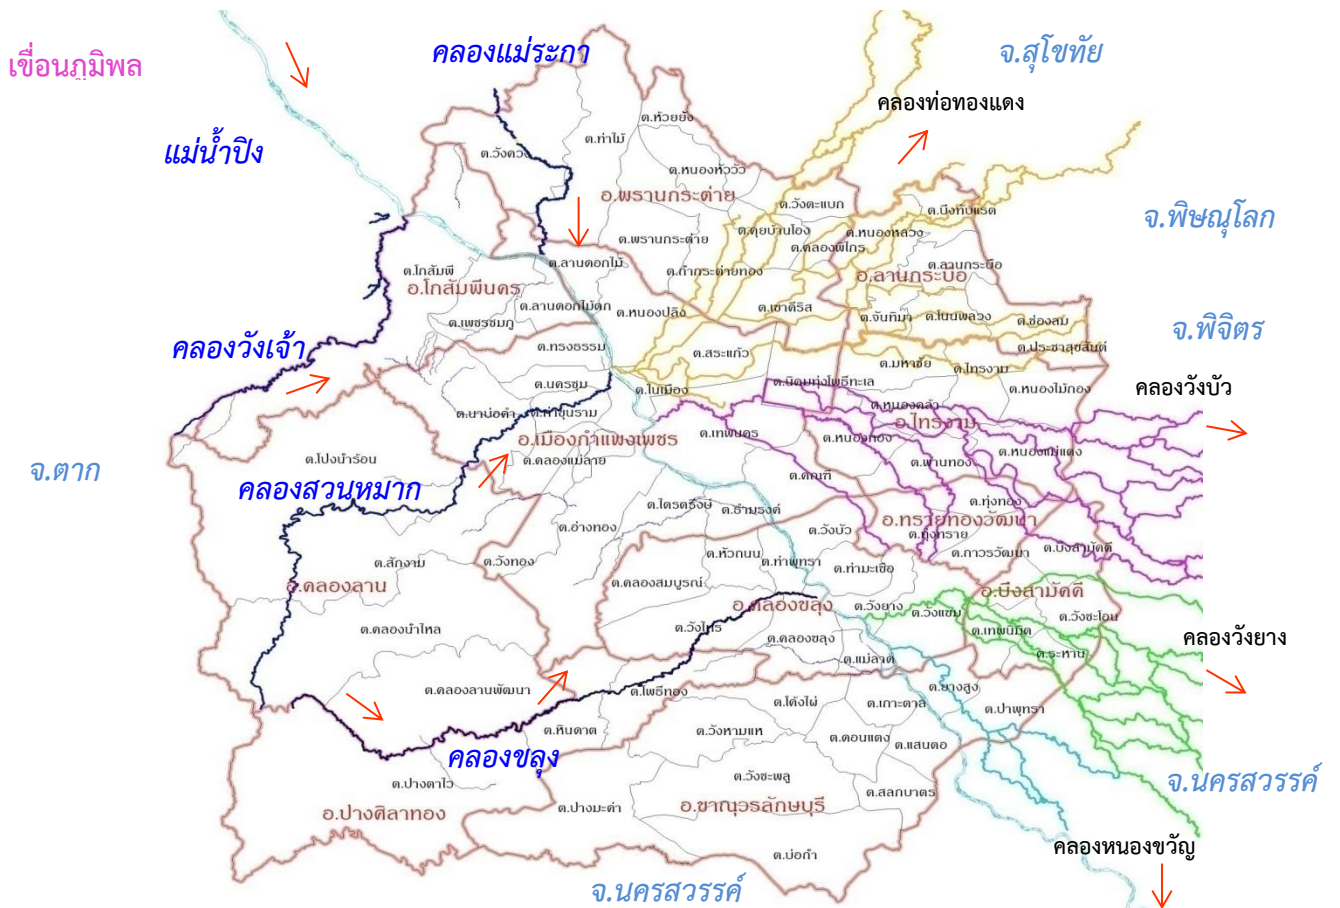 จ.สุโขทัย
คลองแม่ระกา
เขื่อนภูมิพล
คลองท่อทองแดง
ต.ห้วยยั้ง
ต.ท่าไม้
แม่น้ำปิง
ต.วังควง
ต.หนองหัววัว
อ.พรานกระต่าย
ต.วังตะแบก
ต.บึงทับแรต
จ.พิษณุโลก
ต.คุยบ้านโอง
ต.หนองหลวง
ต.พรานกระต่าย
ต.คลองพิไกร
ต.ลานดอกไม้
ต.ลานกระบือ
ต.โกสัมพี
ต.ถ้ำกระต่ายทอง
อ.ลานกระบือ
อ.โกสัมพีนคร
ต.ลานดอกไม้ตก
ต.หนองปลิง
ต.เขาคีริส
ต.จันทิมา
ต.โนนพลวง
ต.ช่องลม
ต.เพชรชมภู
จ.พิจิตร
คลองวังเจ้า
ต.ทรงธรรม
ต.สระแก้ว
ต.ประชาสุขสันต์
ต.มหาชัย
ต.ไทรงาม
ต.นครชุม
ต.ในเมือง
ต.นิคมทุ่งโพธิ์ทะเล
ต.หนองไม้กอง
คลองวังบัว
ต.นาบ่อคำ
ต.ท่าขุนราม
ต.หนองคล้า
อ.ไทรงาม
อ.เมืองกำแพงเพชร
ต.เทพนคร
ต.หนองทอง
ต.หนองแม่แตง
จ.ตาก
ต.โป่งน้ำร้อน
ต.คลองแม่ลาย
ต.พานทอง
คลองสวนหมาก
ต.คณฑี
ต.ไตรตรึงษ์
ต.ธำมรงค์
ต.ทุ่งทอง
อ.ทรายทองวัฒนา
ต.อ่างทอง
ต.วังบัว
ต.ทุ่งทราย
ต.หัวถนน
ต.ถาวรวัฒนา
ต.บึงสามัคคี
ต.สักงาม
ต.วังทอง
ต.ท่าพุทรา
ต.ท่ามะเขือ
อ.คลองลาน
ต.คลองสมบูรณ์
อ.บึงสามัคคี
อ.คลองขลุง
ต.วังยาง
ต.วังแขม
ต.วังชะโอน
ต.คลองน้ำไหล
ต.วังไทร
ต.คลองขลุง
ต.เทพนิมิต
คลองวังยาง
ต.แม่ลาด
ต.ระหาน
ต.คลองลานพัฒนา
ต.โพธิ์ทอง
ต.ยางสูง
ต.โค้งไผ่
ต.เกาะตาล
ต.ป่าพุทรา
ต.หินดาต
ต.วังหามแห
ต.ดอนแตง
ต.แสนตอ
คลองขลุง
ต.ปางตาไว
ต.วังชะพลู
จ.นครสวรรค์
ต.สลกบาตร
อ.ปางศิลาทอง
ต.ปางมะค่า
อ.ขาณุวรลักษบุรี
คลองหนองขวัญ
ต.บ่อถ้ำ
จ.นครสวรรค์